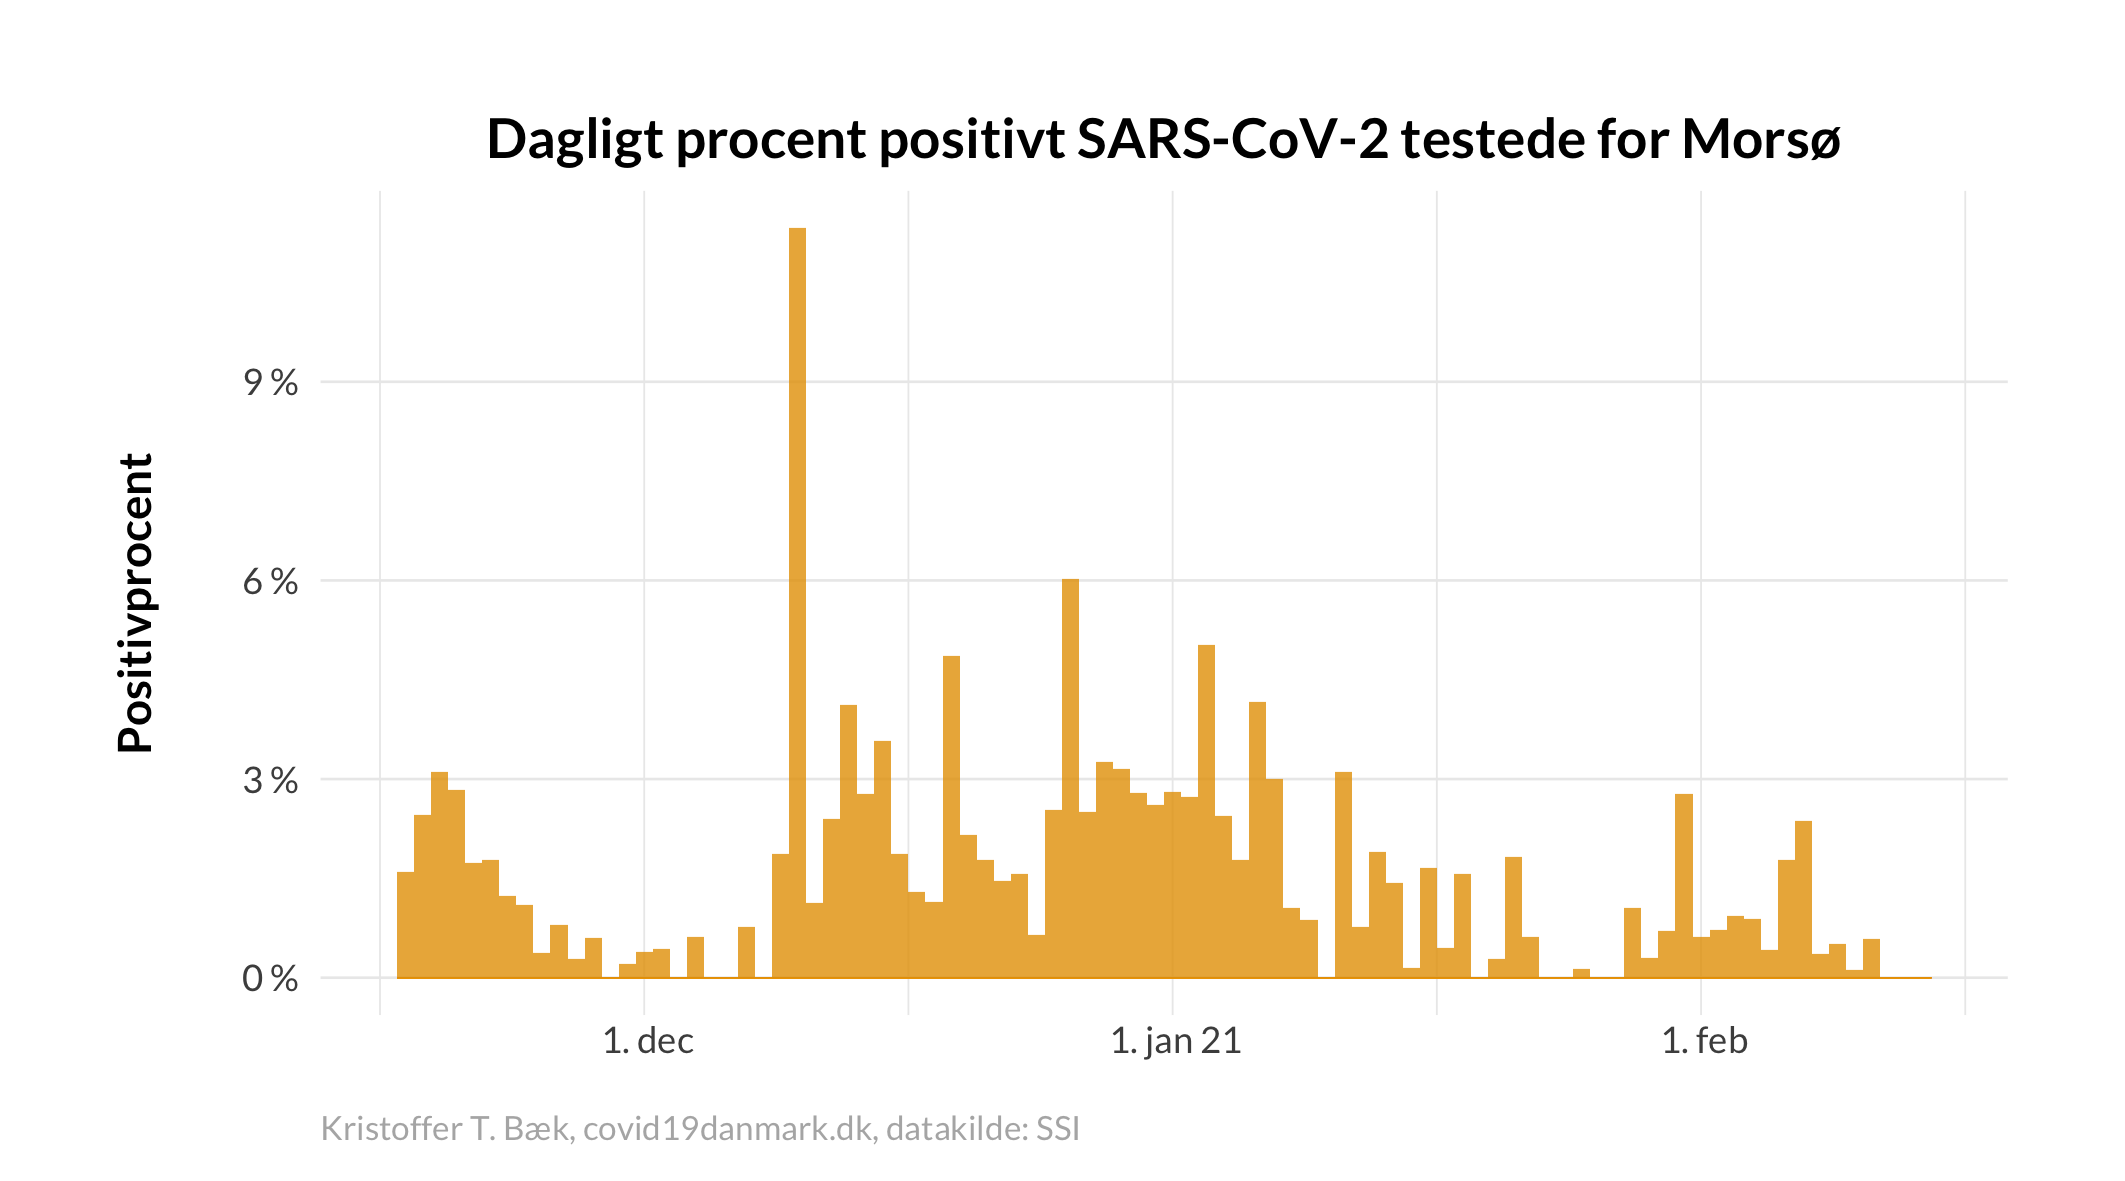 Dagligt procent positivt SARS-CoV-2 testede for Morsø
Positivprocent
9 %
6 %
3 %
0 %
1. dec
1. jan 21
1. feb
Kristoffer T. Bæk, covid19danmark.dk, datakilde: SSI